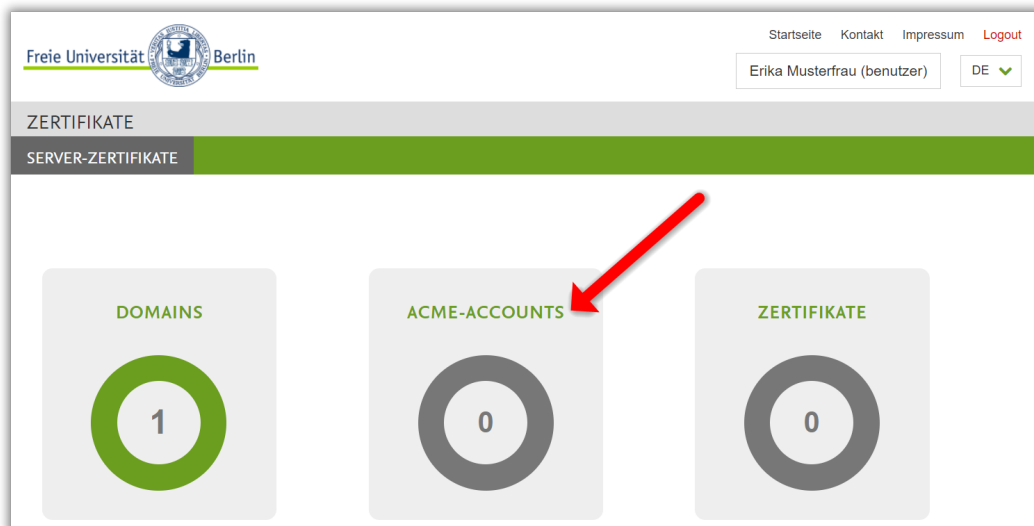 Startseite Kontakt Impressum Logout
Freie Universität Berlin
Erika Musterfrau (benutzer) DE
ZERTIFIKATE
SERVER-ZERTIFIKATE
DOMAINS ACME-ACCOUNTS ZERTIFIKATE
1 0 0